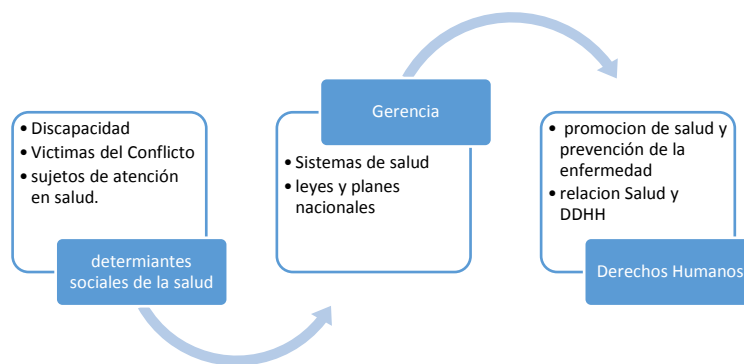 • Discapacidad
• Victimas del Conflicto
• sujetos de atención
en salud.
determiantes
sociales de la salud
Gerencia
• Sistemas de salud
• leyes y planes
nacionales
• promocion de salud y
prevención de la
enfermedad
• relacion Salud y
DDHH
Derechos Humanos